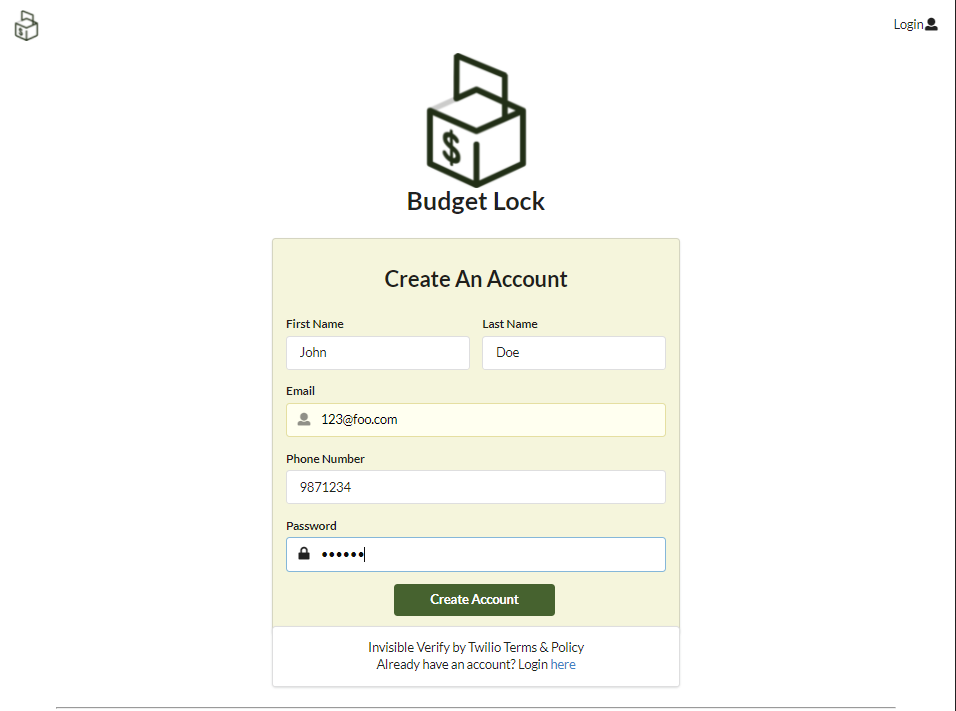 Login
$
Budget Lock
Create An Account
First Name Last Name
John Doe
Email
123@foo.com
Phone Number
9871234
Password
••••••
Create Account
Invisible Verify by Twilio Terms & Policy
Already have an account? Login here